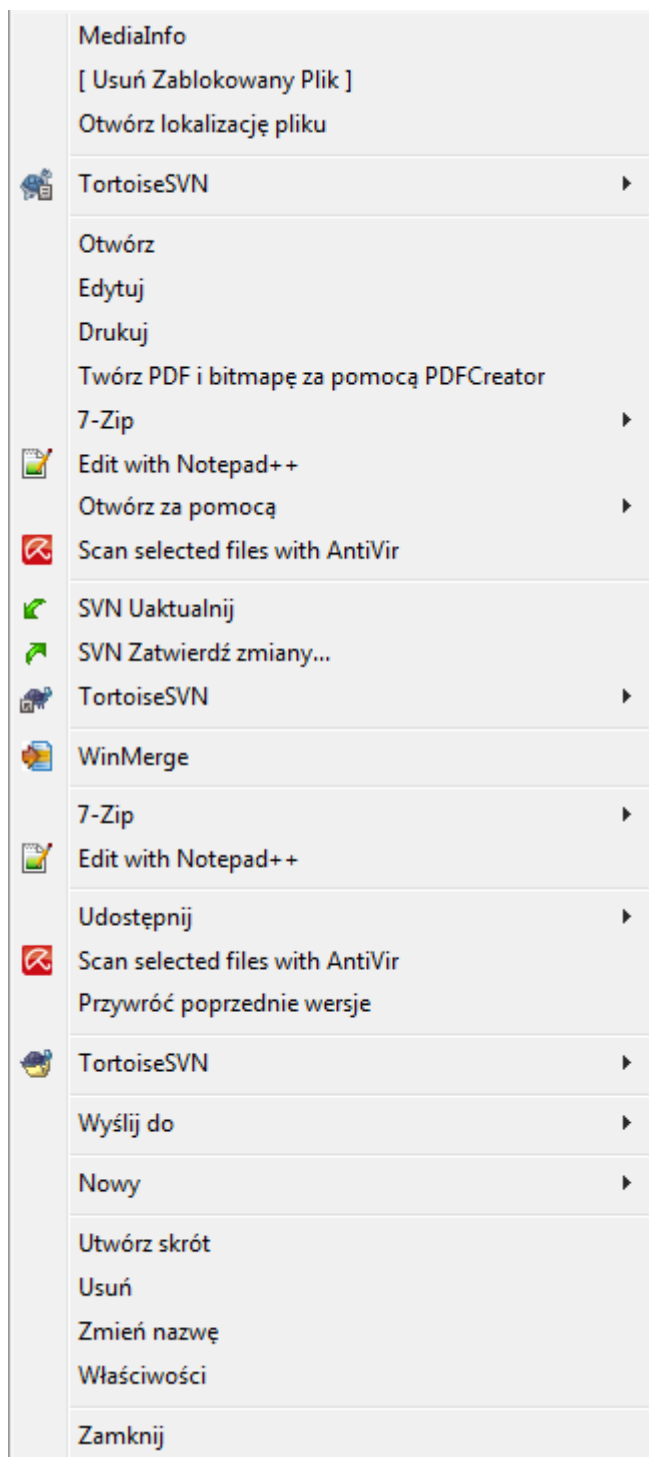 MediaInfo
[ Usuń Zablokowany Plik ]
Otwórz lokalizację pliku
TortoiseSVN
Otwórz
Edytuj
Drukuj
Twórz PDF i bitmapę za pomocą PDFCreator
7-Zip
Edit with Notepad++
Otwórz za pomocą
Scan selected files with AntiVir
SVN Uaktualnij
SVN Zatwierdź zmiany...
TortoiseSVN
WinMerge
7-Zip
Edit with Notepad++
Udostępnij
Scan selected files with AntiVir
Przywróć poprzednie wersje
TortoiseSVN
Wyślij do
Nowy
Utwórz skrót
Usuń
Zmień nazwę
Właściwości
Zamknij